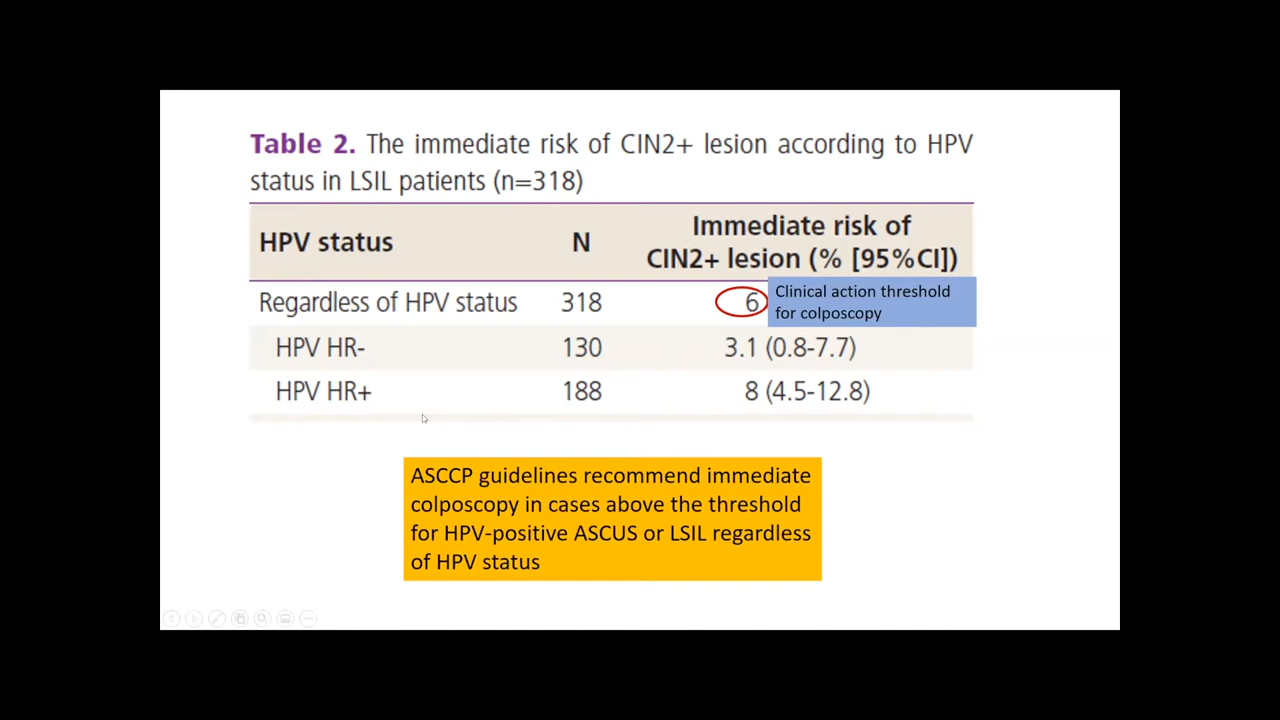 Table 2. The immediate risk of CIN2+ lesion according to HPV
status in LSIL patients (n=318)
HPV status N Immediate risk of
CIN2+ lesion (% [95%CI])
Regardless of HPV status 318 6
Clinical action threshold
for colposcopy
HPV HR- 130 3.1 (0.8-7.7)
HPV HR+ 188 8 (4.5-12.8)
ASCCP guidelines recommend immediate
colposcopy in cases above the threshold
for HPV-positive ASCUS or LSIL regardless
of HPV status